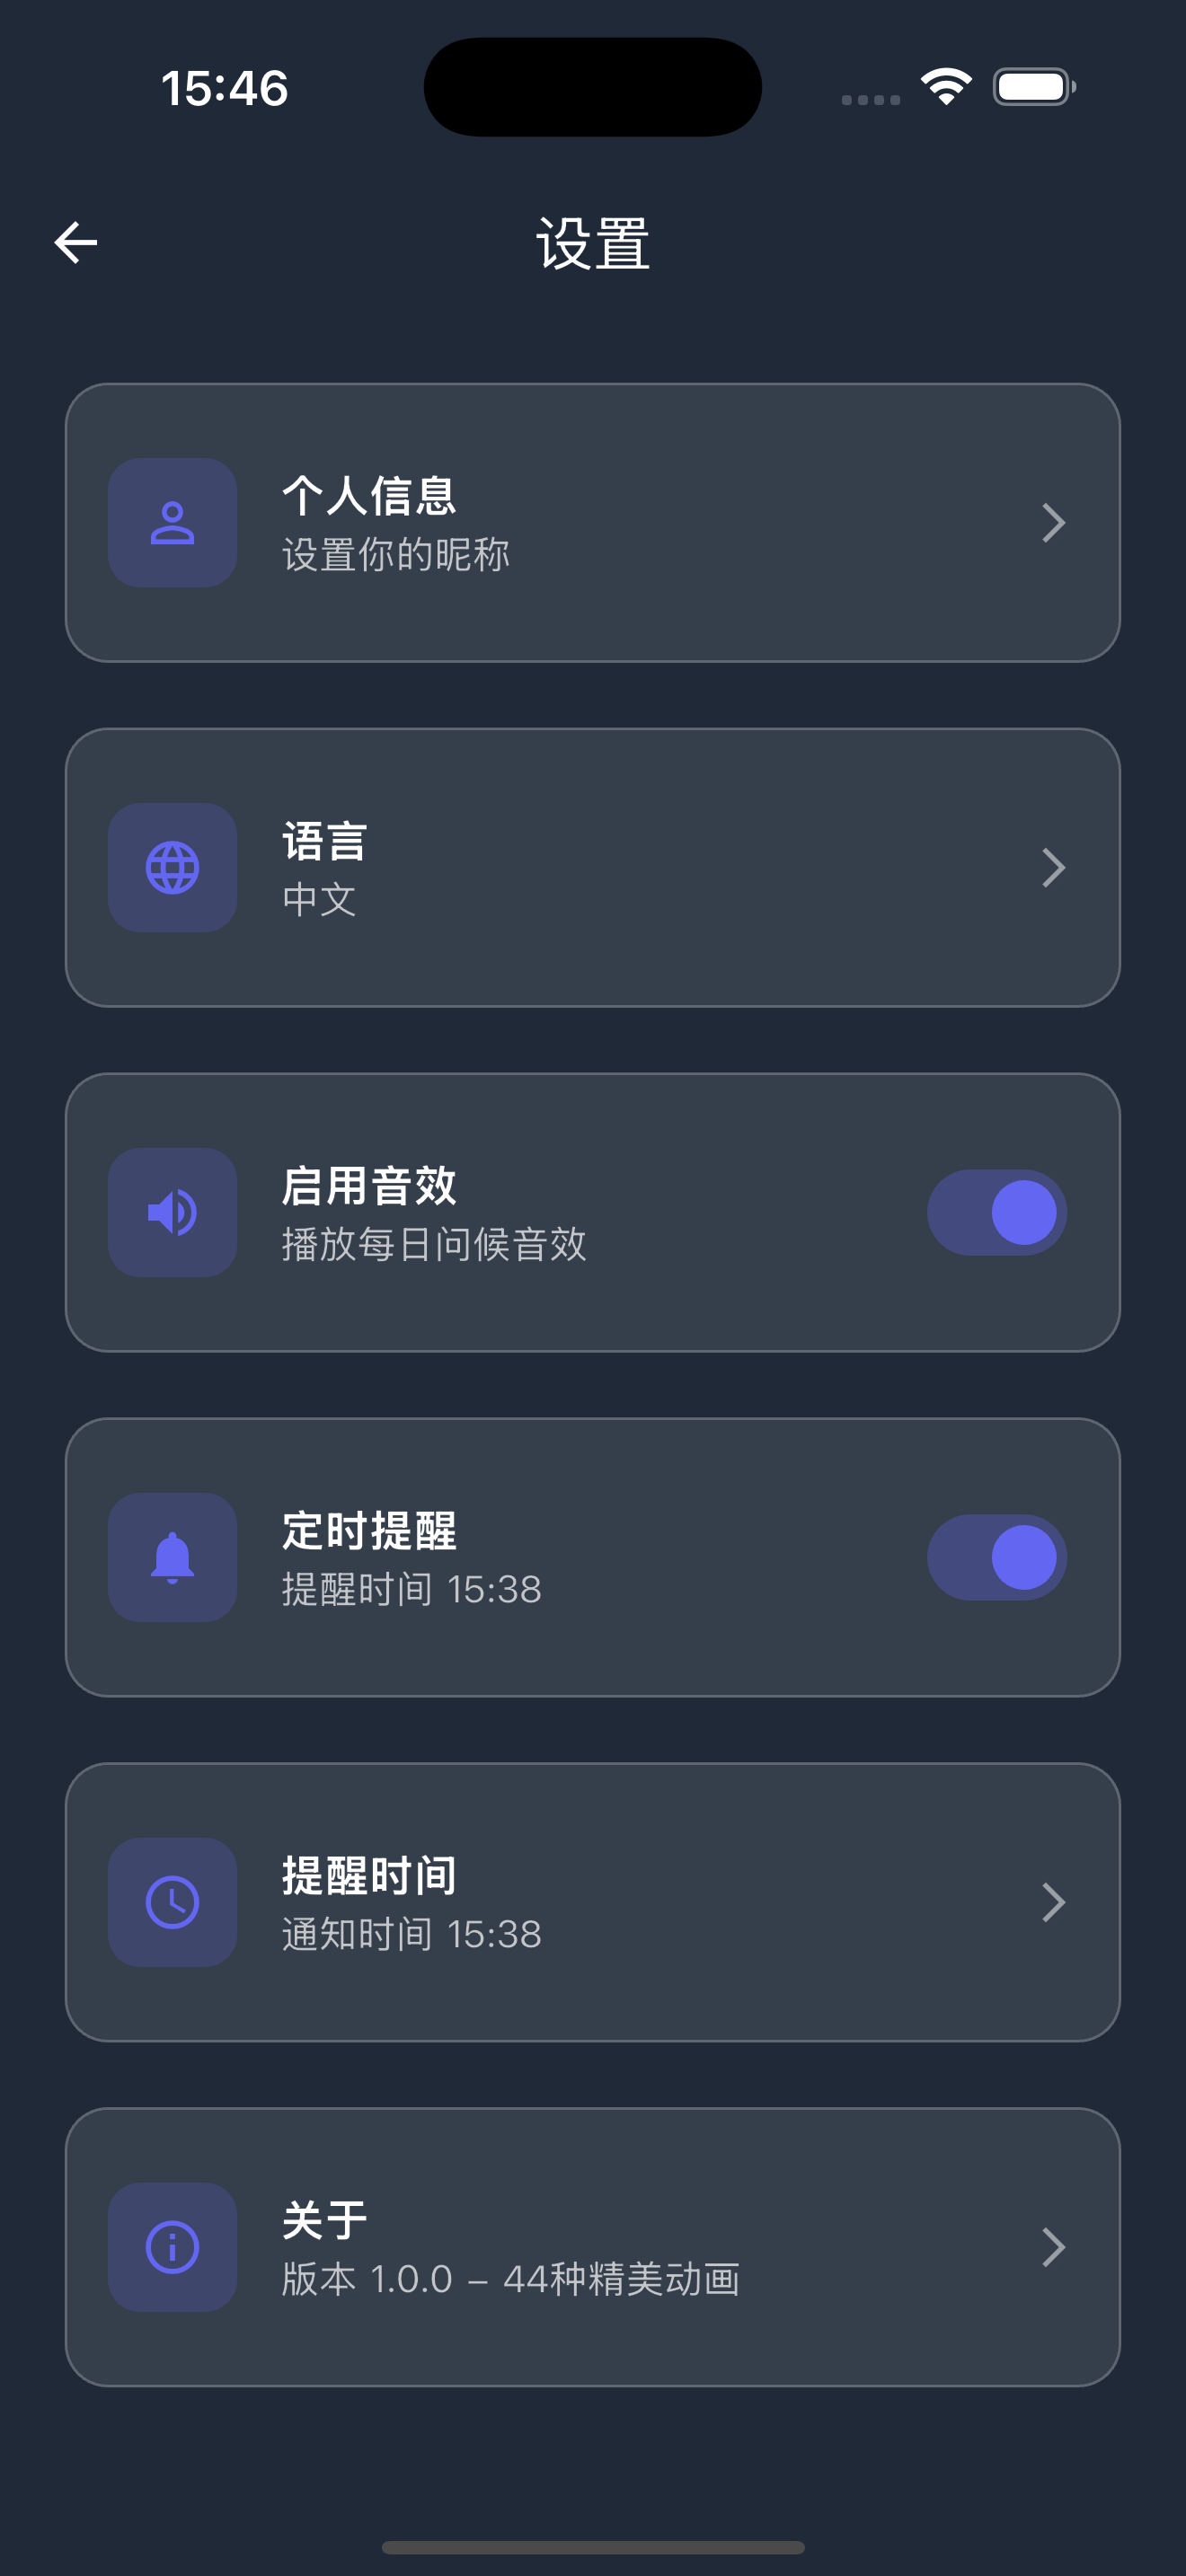 15:46
设置
个人信息
设置你的昵称
语言
中文
启用音效
播放每日问候音效
定时提醒
提醒时间 15:38
提醒时间
通知时间 15:38
关于
版本 1.0.0 – 44种精美动画